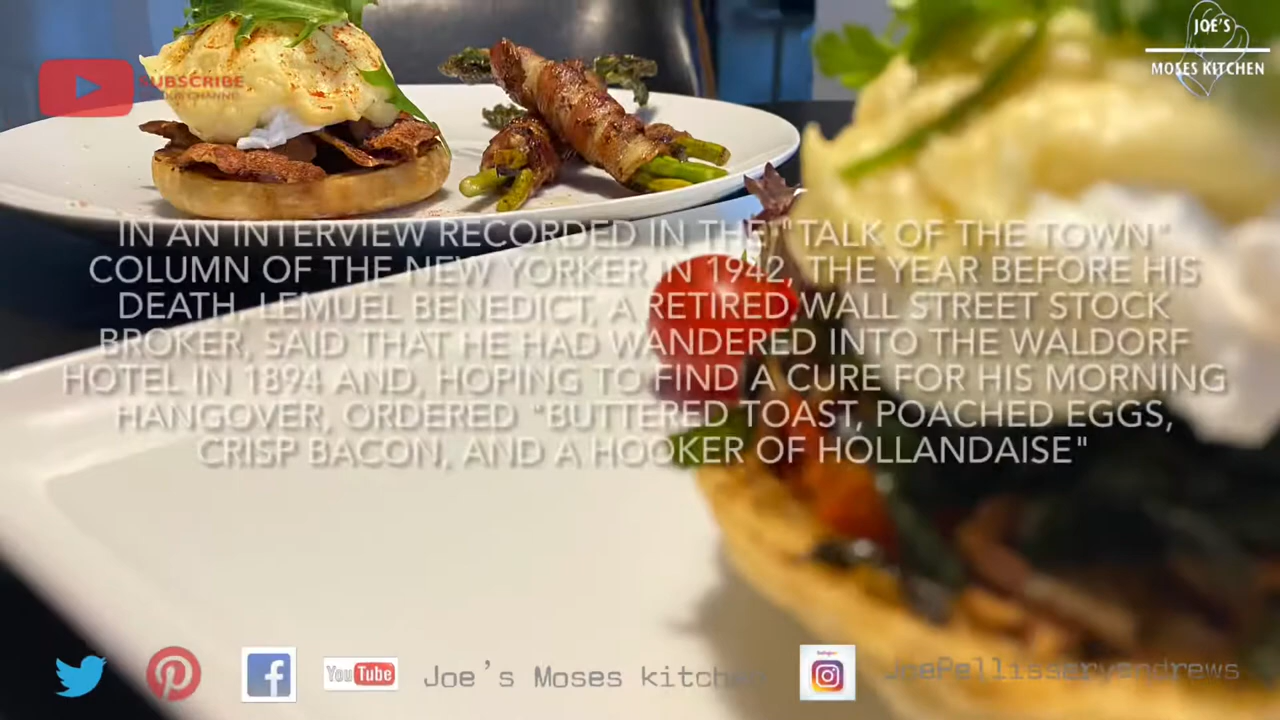 JOE'S
MOSES KITCHEN
SUBSCRIBE
IN AN INTERVIEW RECORDED IN THE "TALK OF THE TOWN"
COLUMN OF THE NEW YORKER IN 1942, THE YEAR BEFORE HIS
DEATH, LEMUEL BENEDICT, A RETIRED WALL STREET STOCK
BROKER, SAID THAT HE HAD WANDERED INTO THE WALDORF
HOTEL IN 1894 AND, HOPING TO FIND A CURE FOR HIS MORNING
HANGOVER, ORDERED "BUTTERED TOAST, POACHED EGGS,
CRISP BACON, AND A HOOKER OF HOLLANDAISE"
YouTube
Joe's Moses kitchen
JoePellisseryandrews